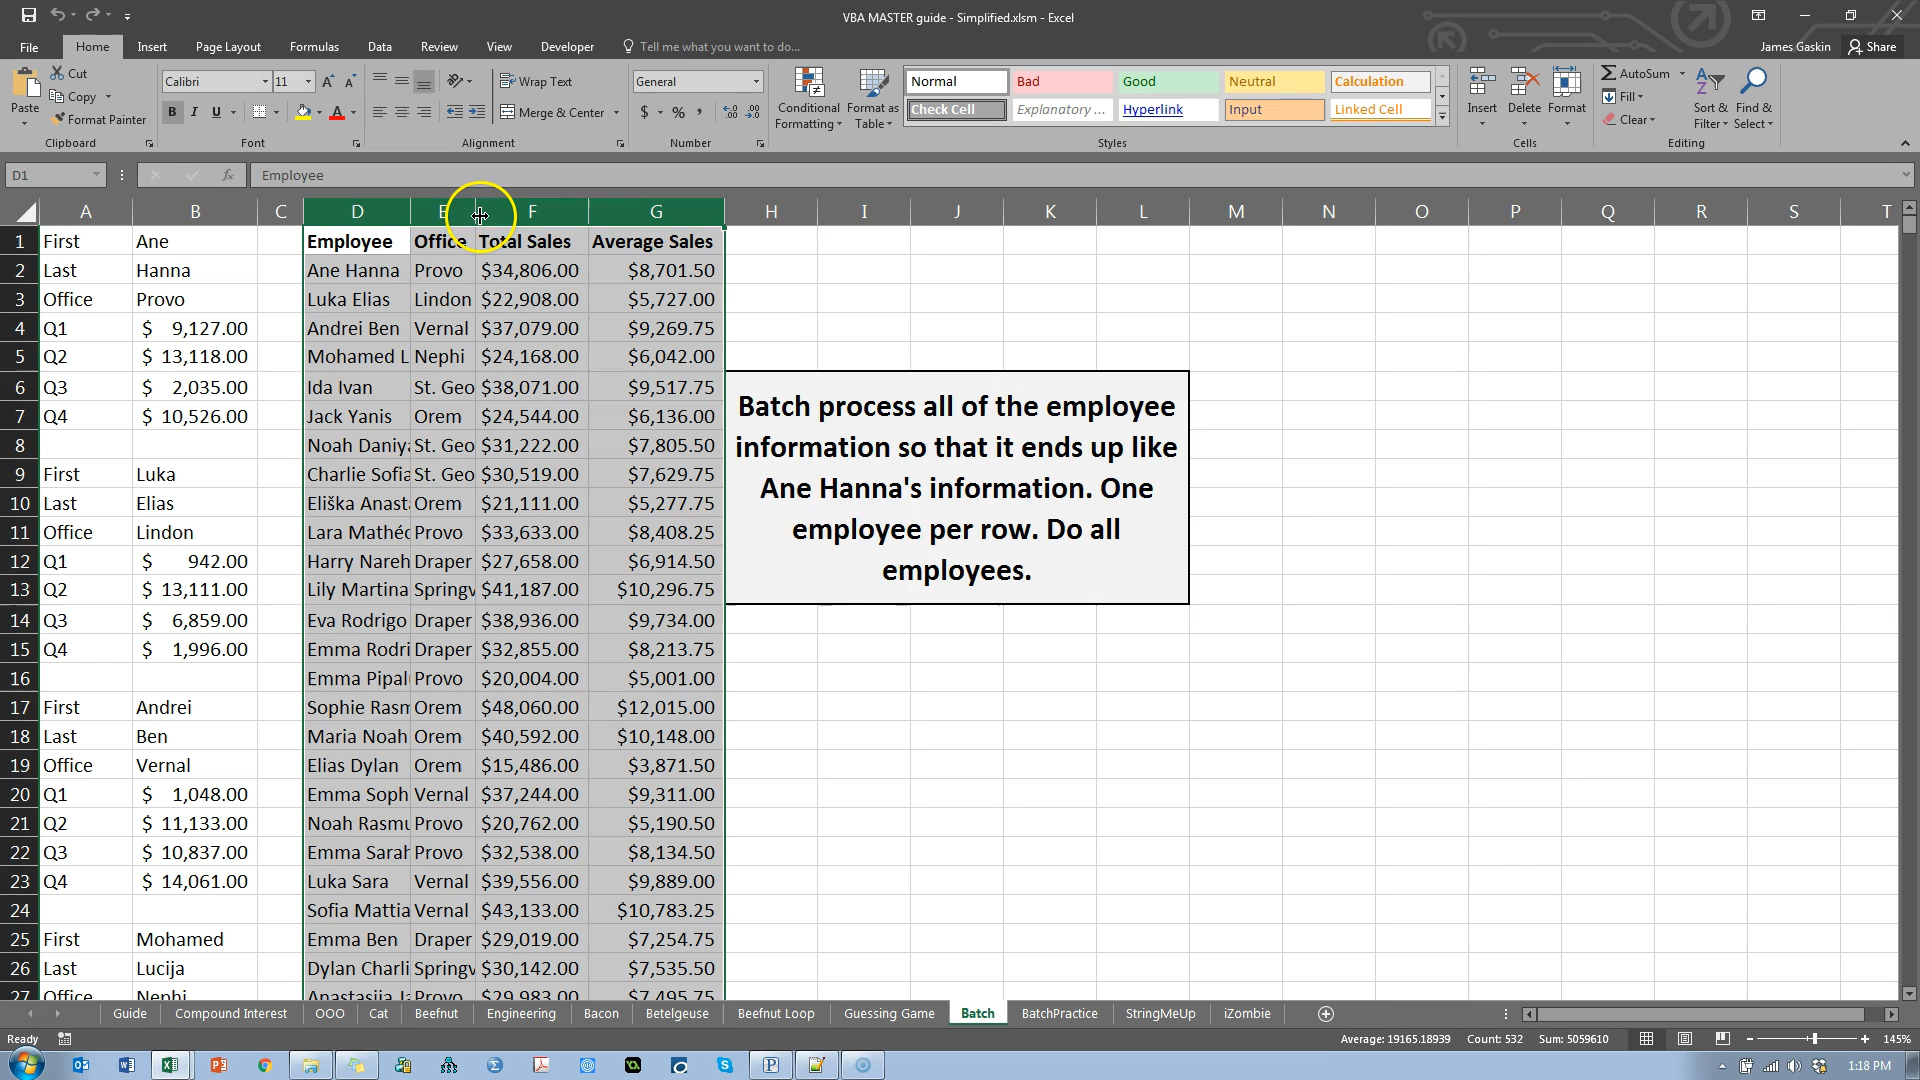 VBA MASTER guide - Simplified.xlsm - Excel
File Home Insert Page Layout Formulas Data Review View Developer Tell me what you want to do... James Gaskin Share
Paste Cut Copy Format Painter Clipboard
Calibri 11 B I U A Font
Wrap Text Merge & Center Alignment
General $ % , Number
Conditional Formatting Format as Table
Normal Bad Good Neutral Calculation
Check Cell Explanatory ... Hyperlink Input Linked Cell
Styles
Insert Delete Format Cells
AutoSum Fill Clear Sort & Filter Find & Select Editing
D1 fx Employee
A B C D E F G H I J K L M N O P Q R S T
1 First Ane Employee Office Total Sales Average Sales
2 Last Hanna Ane Hanna Provo $34,806.00 $8,701.50
3 Office Provo Luka Elias Lindon $22,908.00 $5,727.00
4 Q1 $ 9,127.00 Andrei Ben Vernal $37,079.00 $9,269.75
5 Q2 $ 13,118.00 Mohamed L Nephi $24,168.00 $6,042.00
6 Q3 $ 2,035.00 Ida Ivan St. Geo $38,071.00 $9,517.75
7 Q4 $ 10,526.00 Jack Yanis Orem $24,544.00 $6,136.00
8 Noah Daniy St. Geo $31,222.00 $7,805.50
9 First Luka Charlie Sofia St. Geo $30,519.00 $7,629.75
10 Last Elias Eliška Anast Orem $21,111.00 $5,277.75
11 Office Lindon Lara Mathéo Provo $33,633.00 $8,408.25
12 Q1 $ 942.00 Harry Nareh Draper $27,658.00 $6,914.50
13 Q2 $ 13,111.00 Lily Martina Springv $41,187.00 $10,296.75
14 Q3 $ 6,859.00 Eva Rodrigo Draper $38,936.00 $9,734.00
15 Q4 $ 1,996.00 Emma Rodri Draper $32,855.00 $8,213.75
16 Emma Pipal Provo $20,004.00 $5,001.00
17 First Andrei Sophie Rasm Orem $48,060.00 $12,015.00
18 Last Ben Maria Noah Orem $40,592.00 $10,148.00
19 Office Vernal Elias Dylan Orem $15,486.00 $3,871.50
20 Q1 $ 1,048.00 Emma Soph Vernal $37,244.00 $9,311.00
21 Q2 $ 11,133.00 Noah Rasmu Provo $20,762.00 $5,190.50
22 Q3 $ 10,837.00 Emma Sarah Provo $32,538.00 $8,134.50
23 Q4 $ 14,061.00 Luka Sara Vernal $39,556.00 $9,889.00
24 Sofia Mattia Vernal $43,133.00 $10,783.25
25 First Mohamed Emma Ben Draper $29,019.00 $7,254.75
26 Last Lucija Dylan Charli Springv $30,142.00 $7,535.50
27 Office Nephi Anastasija Provo $29,983.00 $7,495.75
Batch process all of the employee
information so that it ends up like
Ane Hanna's information. One
employee per row. Do all
employees.
Guide Compound Interest OOO Cat Beefnut Engineering Bacon Betelgeuse Beefnut Loop Guessing Game Batch BatchPractice StringMeUp iZombie
Ready Average: 19165.18939 Count: 532 Sum: 5059610 145%
1:18 PM